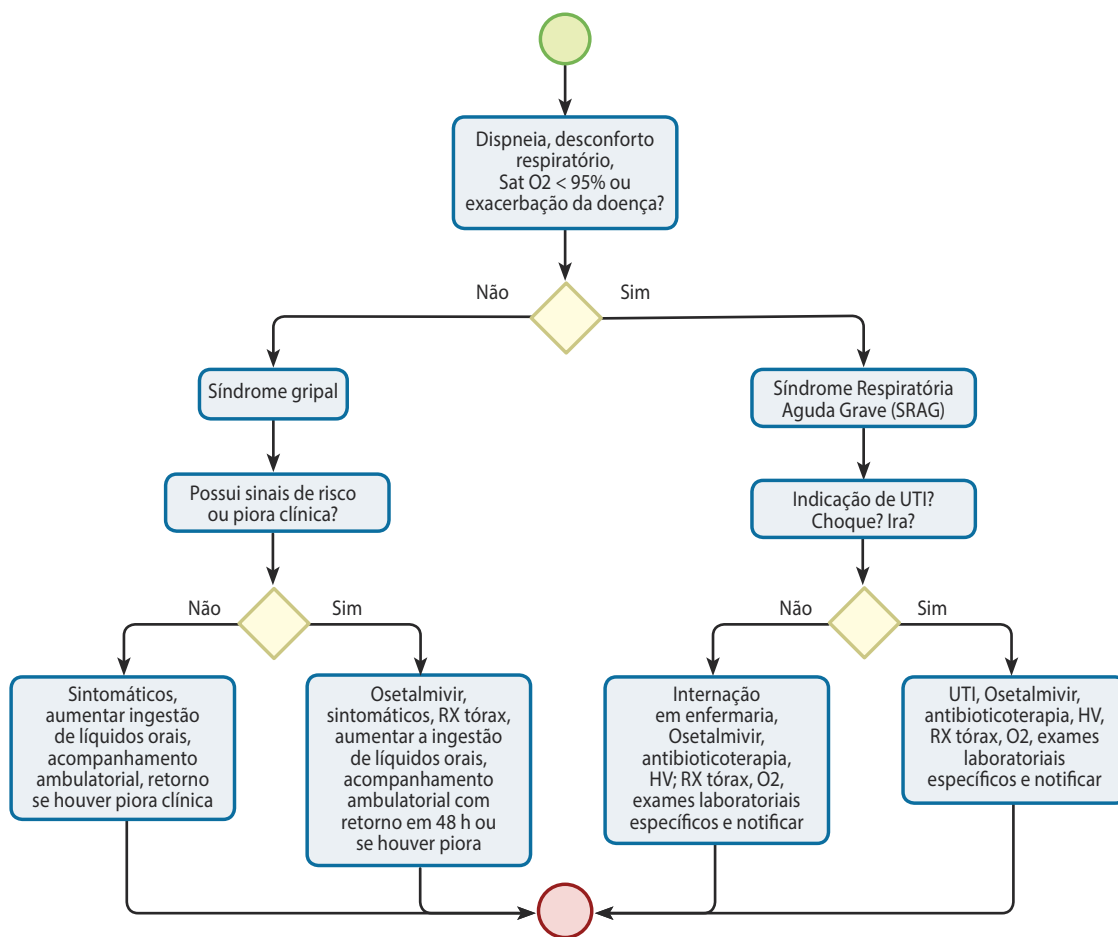 Dispneia, desconforto
respiratório,
Sat O2 < 95% ou
exacerbação da doença?
Não
Sim
Síndrome gripal
Síndrome Respiratória
Aguda Grave (SRAG)
Possui sinais de risco
ou piora clínica?
Indicação de UTI?
Choque? Ira?
Não
Sim
Não
Sim
Sintomáticos,
aumentar ingestão
de líquidos orais,
acompanhamento
ambulatorial, retorno
se houver piora clínica
Osetalmivir,
sintomáticos, RX tórax,
aumentar a ingestão
de líquidos orais,
acompanhamento
ambulatorial com
retorno em 48 h ou
se houver piora
Internação
em enfermaria,
Osetalmivir,
antibioticoterapia,
HV; RX tórax, O2,
exames laboratoriais
específicos e notificar
UTI, Osetalmivir,
antibioticoterapia, HV,
RX tórax, O2, exames
laboratoriais
específicos e notificar